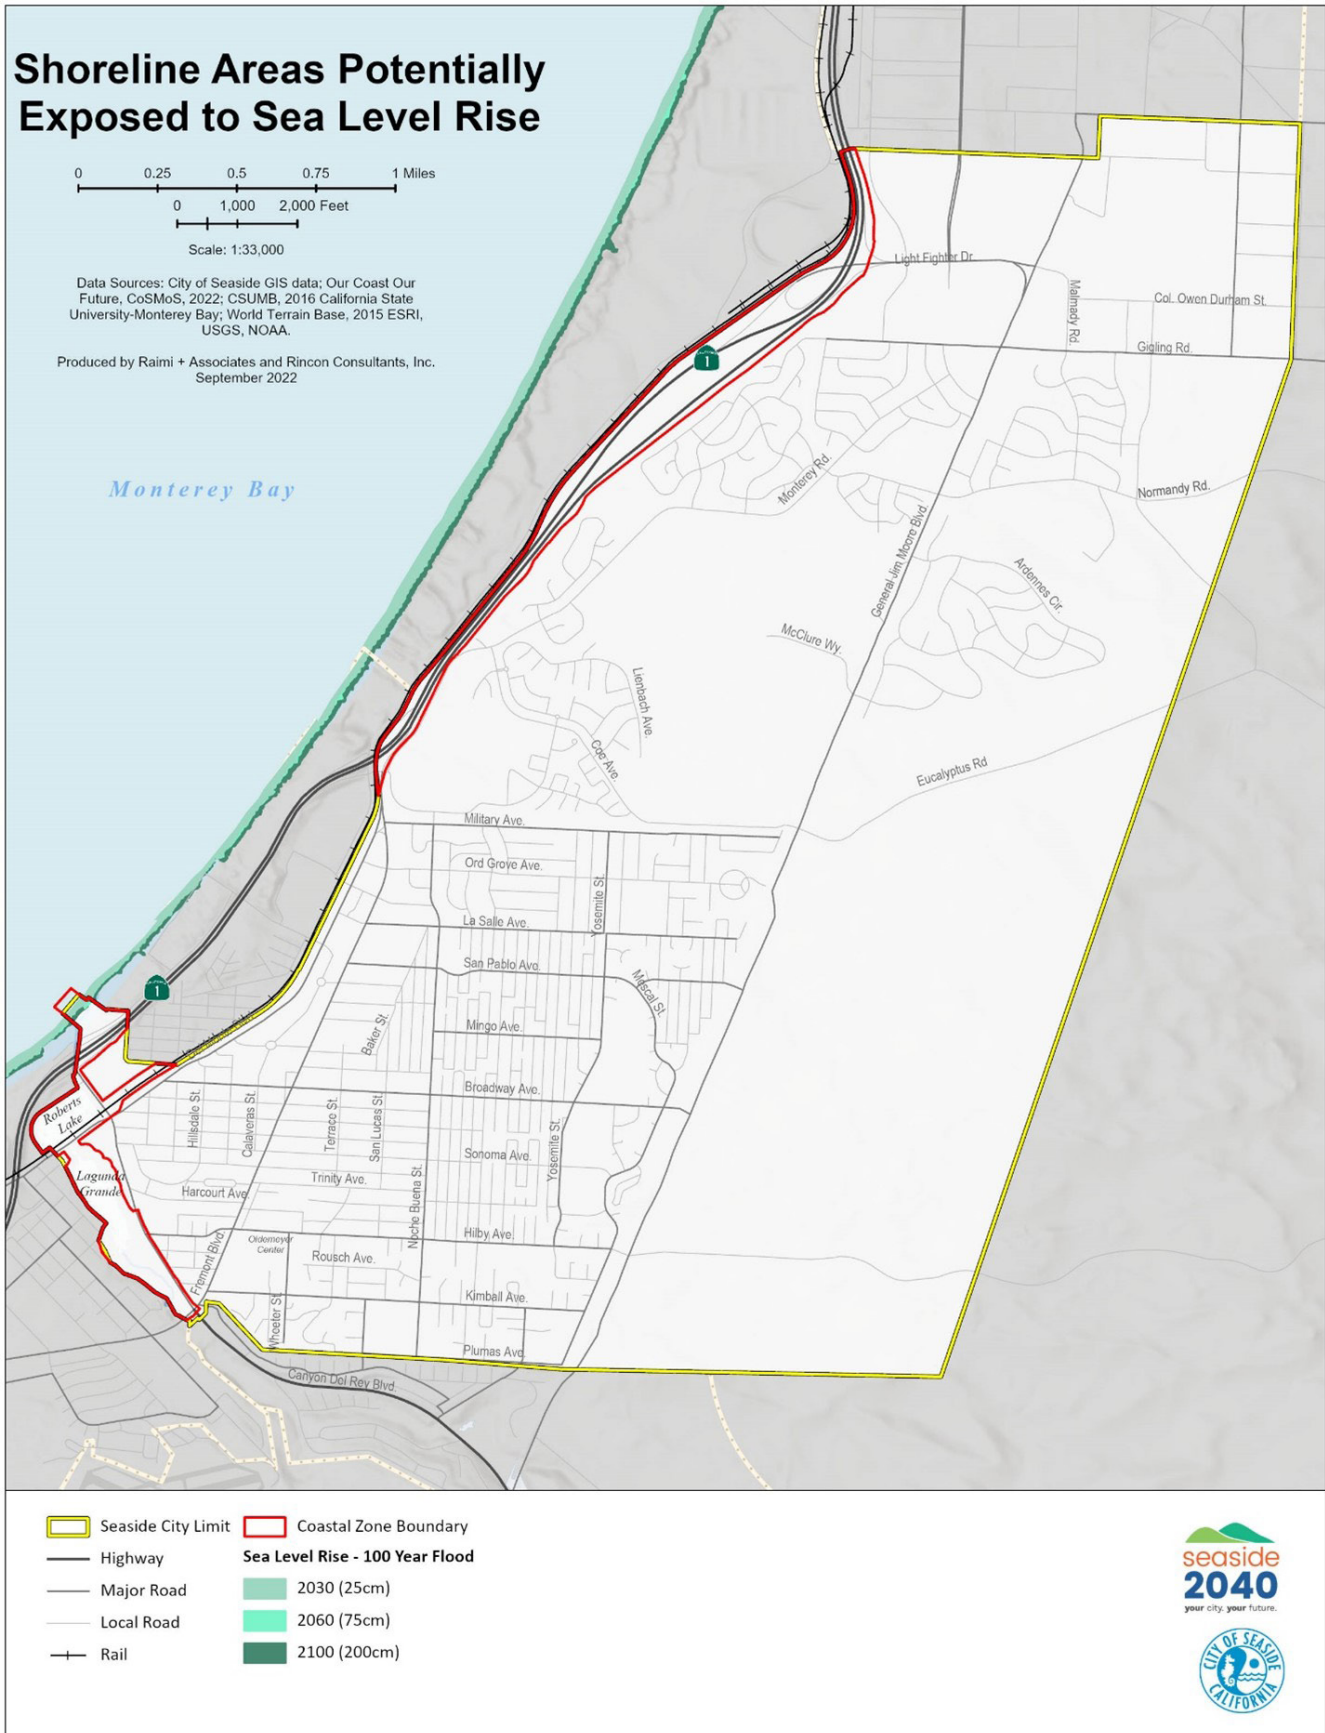 Shoreline Areas Potentially
Exposed to Sea Level Rise
0 0.25 0.5 0.75 1 Miles
0 1,000 2,000 Feet
Scale: 1:33,000
Data Sources: City of Seaside GIS data; Our Coast Our
Future, CoSMoS, 2022; CSUMB, 2016 California State
University-Monterey Bay; World Terrain Base, 2015 ESRI,
USGS, NOAA.
Produced by Raimi + Associates and Rincon Consultants, Inc.
September 2022
Monterey Bay
Light Fighter Dr
Malmady Rd.
Col. Owen Durham St.
Gigling Rd.
1
Monterey Rd.
Normandy Rd.
General Jim Moore Blvd.
Ardennes Cir.
McClure Wy.
Lienbach Ave.
Coe Ave.
Eucalyptus Rd
Military Ave.
Ord Grove Ave.
Yosemite St.
La Salle Ave.
San Pablo Ave.
Mescal St.
1
Mingo Ave.
Baker St.
Broadway Ave.
Roberts
Lake
Hillsdale St.
Calaveras St.
Terrace St.
San Lucas St.
Sonoma Ave.
Yosemite St.
Laguna
Grande
Trinity Ave.
Harcourt Ave.
Noche Buena St.
Hilby Ave.
Fremont Blvd.
Oldemeyer
Center
Rousch Ave.
Kimball Ave.
Wheeler St.
Plumas Ave.
Canyon Del Rey Blvd.
Seaside City Limit
Highway
Major Road
Local Road
Rail
Coastal Zone Boundary
Sea Level Rise - 100 Year Flood
2030 (25cm)
2060 (75cm)
2100 (200cm)
seaside
2040
your city. your future.
CITY OF SEASIDE
CALIFORNIA